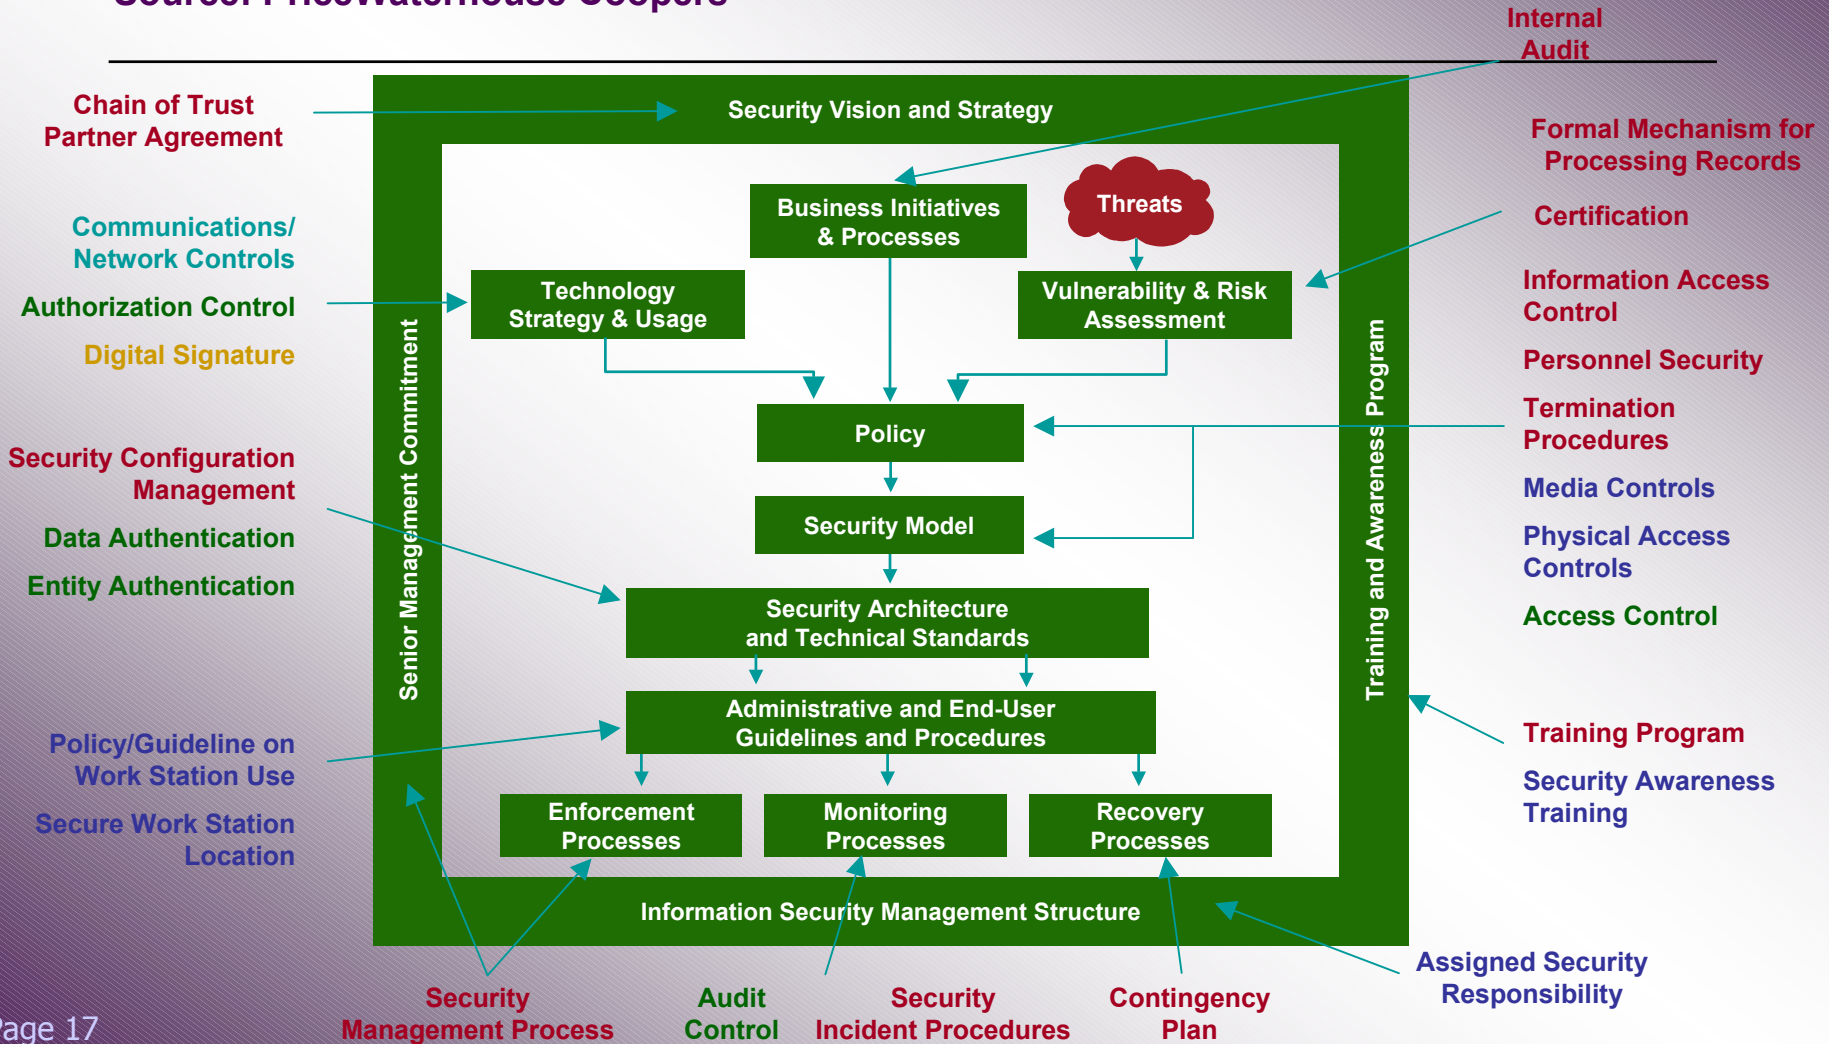 Source: PriceWaterhouse Coopers
Internal
Audit
Chain of Trust
Partner Agreement
Security Vision and Strategy
Formal Mechanism for
Processing Records
Business Initiatives
& Processes
Threats
Certification
Communications/
Network Controls
Authorization Control
Digital Signature
Technology
Strategy & Usage
Vulnerability & Risk
Assessment
Information Access
Control
Personnel Security
Termination
Procedures
Media Controls
Physical Access
Controls
Access Control
Senior Management Commitment
Training and Awareness Program
Policy
Security Model
Security Configuration
Management
Data Authentication
Entity Authentication
Security Architecture
and Technical Standards
Administrative and End-User
Guidelines and Procedures
Policy/Guideline on
Work Station Use
Secure Work Station
Location
Training Program
Security Awareness
Training
Enforcement
Processes
Monitoring
Processes
Recovery
Processes
Information Security Management Structure
Assigned Security
Responsibility
Security
Management Process
Audit
Control
Security
Incident Procedures
Contingency
Plan
Page 17